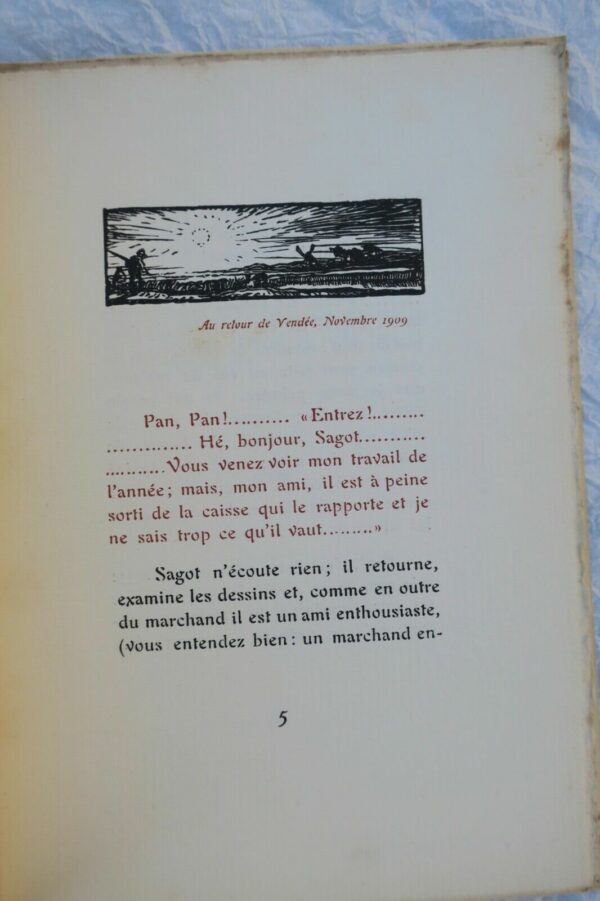 Au retour de Vendée, Novembre 1909
Pan, Pan!.......... «Entrez!.........
............... Hé, bonjour, Sagot...........
...........Vous venez voir mon travail de
l'année; mais, mon ami, il est à peine
sorti de la caisse qui le rapporte et je
ne sais trop ce qu'il vaut.........»
Sagot n'écoute rien; il retourne,
examine les dessins et, comme en outre
du marchand il est un ami enthousiaste,
(vous entendez bien: un marchand en-
5